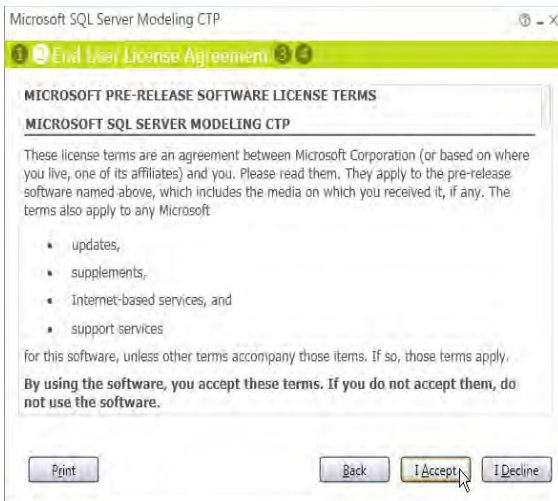 Microsoft SQL Server Modeling CTP
1 2 End User License Agreement 3 4
MICROSOFT PRE-RELEASE SOFTWARE LICENSE TERMS
MICROSOFT SQL SERVER MODELING CTP
These license terms are an agreement between Microsoft Corporation (or based on where
you live, one of its affiliates) and you. Please read them. They apply to the pre-release
software named above, which includes the media on which you received it, if any. The
terms also apply to any Microsoft
• updates,
• supplements,
• Internet-based services, and
• support services
for this software, unless other terms accompany those items. If so, those terms apply.
By using the software, you accept these terms. If you do not accept them, do
not use the software.
Print Back I Accept I Decline